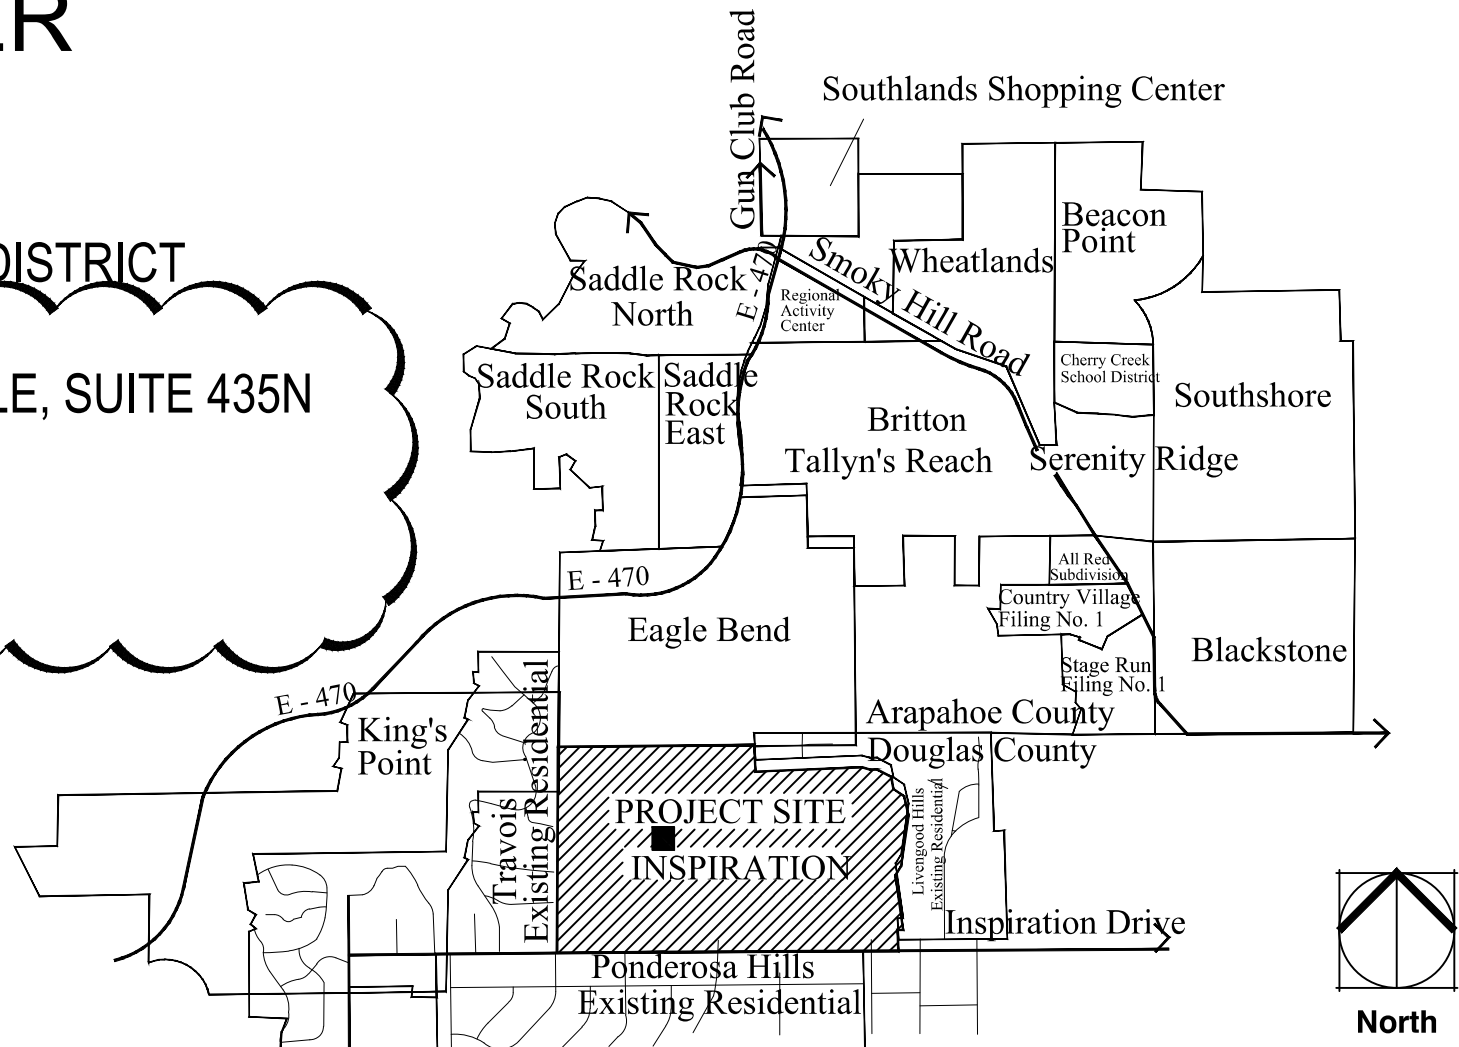 R
DISTRICT
LE, SUITE 435N
Gun Club Road
Southlands Shopping Center
Beacon
Point
Smoky Hill Road
Wheatlands
E - 470
Saddle Rock
North
Regional
Activity
Center
Cherry Creek
School District
Saddle Rock
South
Saddle
Rock
East
Southshore
Britton
Tallyn's Reach
Serenity Ridge
All Red
Subdivision
E - 470
Country Village
Filing No. 1
Eagle Bend
Blackstone
Stage Run
Filing No. 1
E - 470
King's
Point
Arapahoe County
Douglas County
Travois
Existing Residential
PROJECT SITE
INSPIRATION
Livengood Hills
Existing Residential
Inspiration Drive
Ponderosa Hills
Existing Residential
North